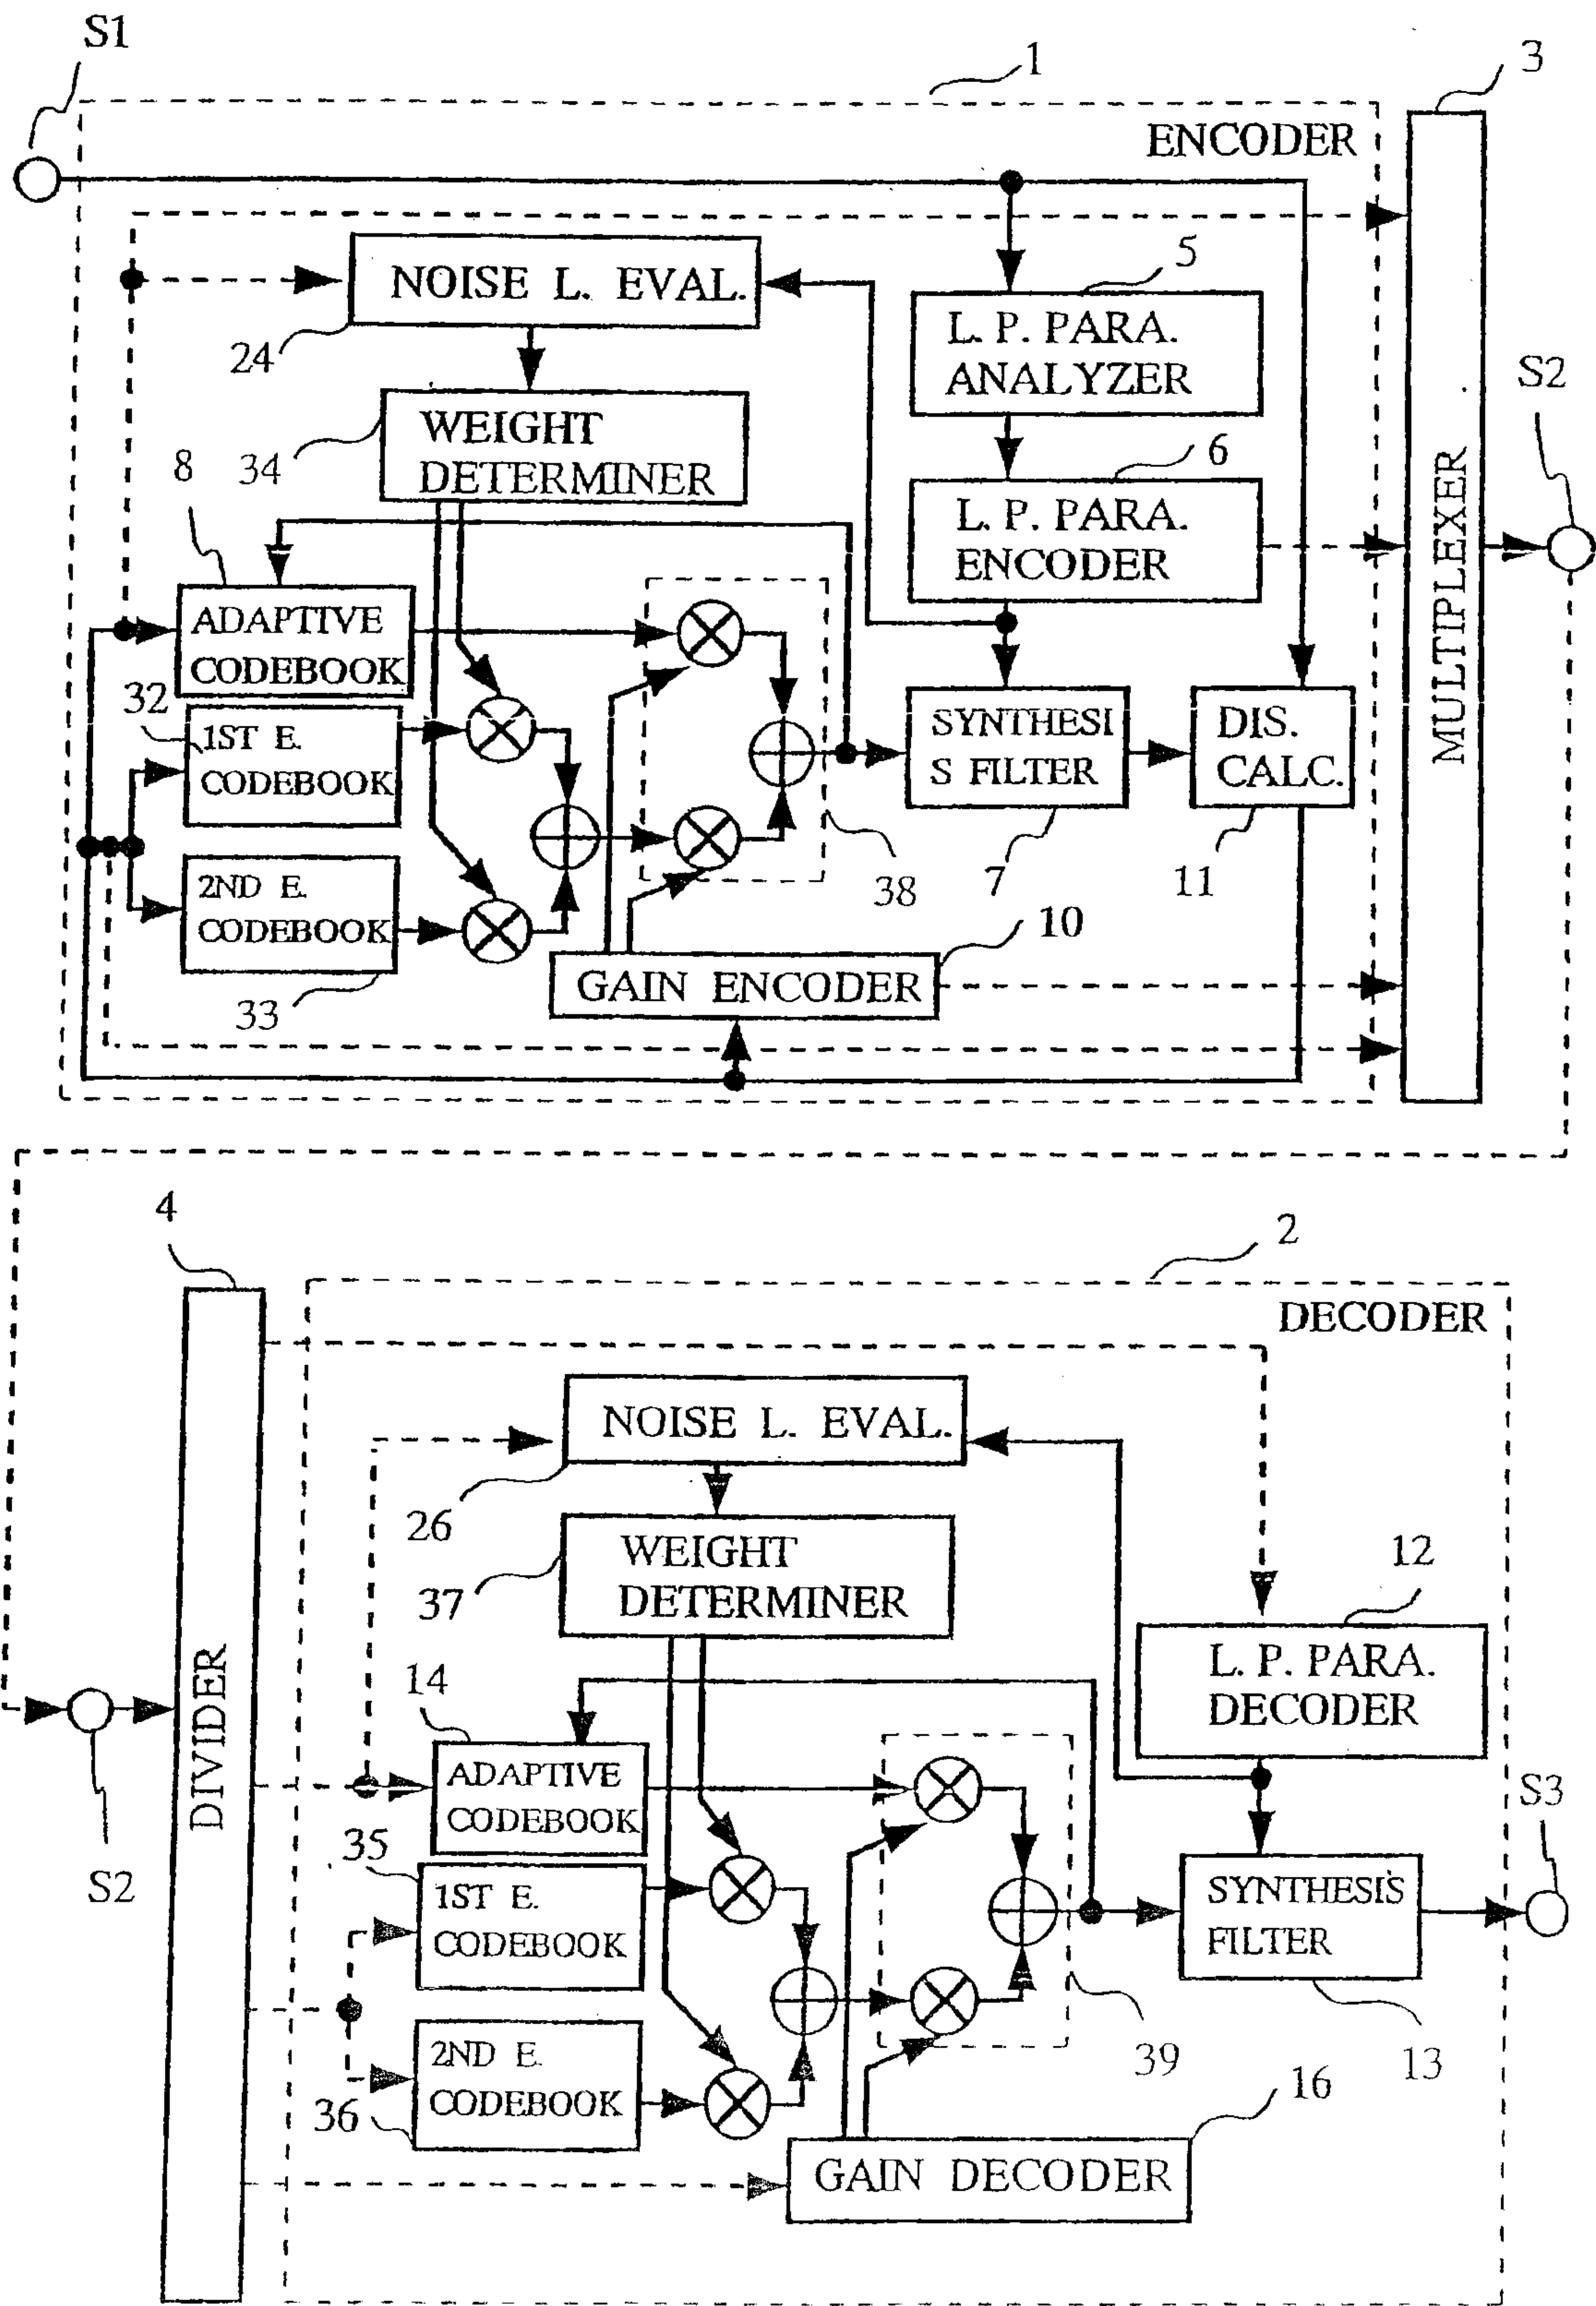 S1
1
3
ENCODER
NOISE L. EVAL.
5
24
L. P. PARA.
ANALYZER
S2
WEIGHT
DETERMINER
34
8
6
L. P. PARA.
ENCODER
MULTIPLEXER
ADAPTIVE
CODEBOOK
32
1ST E.
CODEBOOK
SYNTHESI
S FILTER
DIS.
CALC.
2ND E.
CODEBOOK
38
7
11
10
GAIN ENCODER
33
4
2
DECODER
NOISE L. EVAL.
26
WEIGHT
DETERMINER
37
12
L. P. PARA.
DECODER
DIVIDER
14
ADAPTIVE
CODEBOOK
S3
S2
35
1ST E.
CODEBOOK
SYNTHESIS
FILTER
2ND E.
CODEBOOK
39
13
36
16
GAIN DECODER